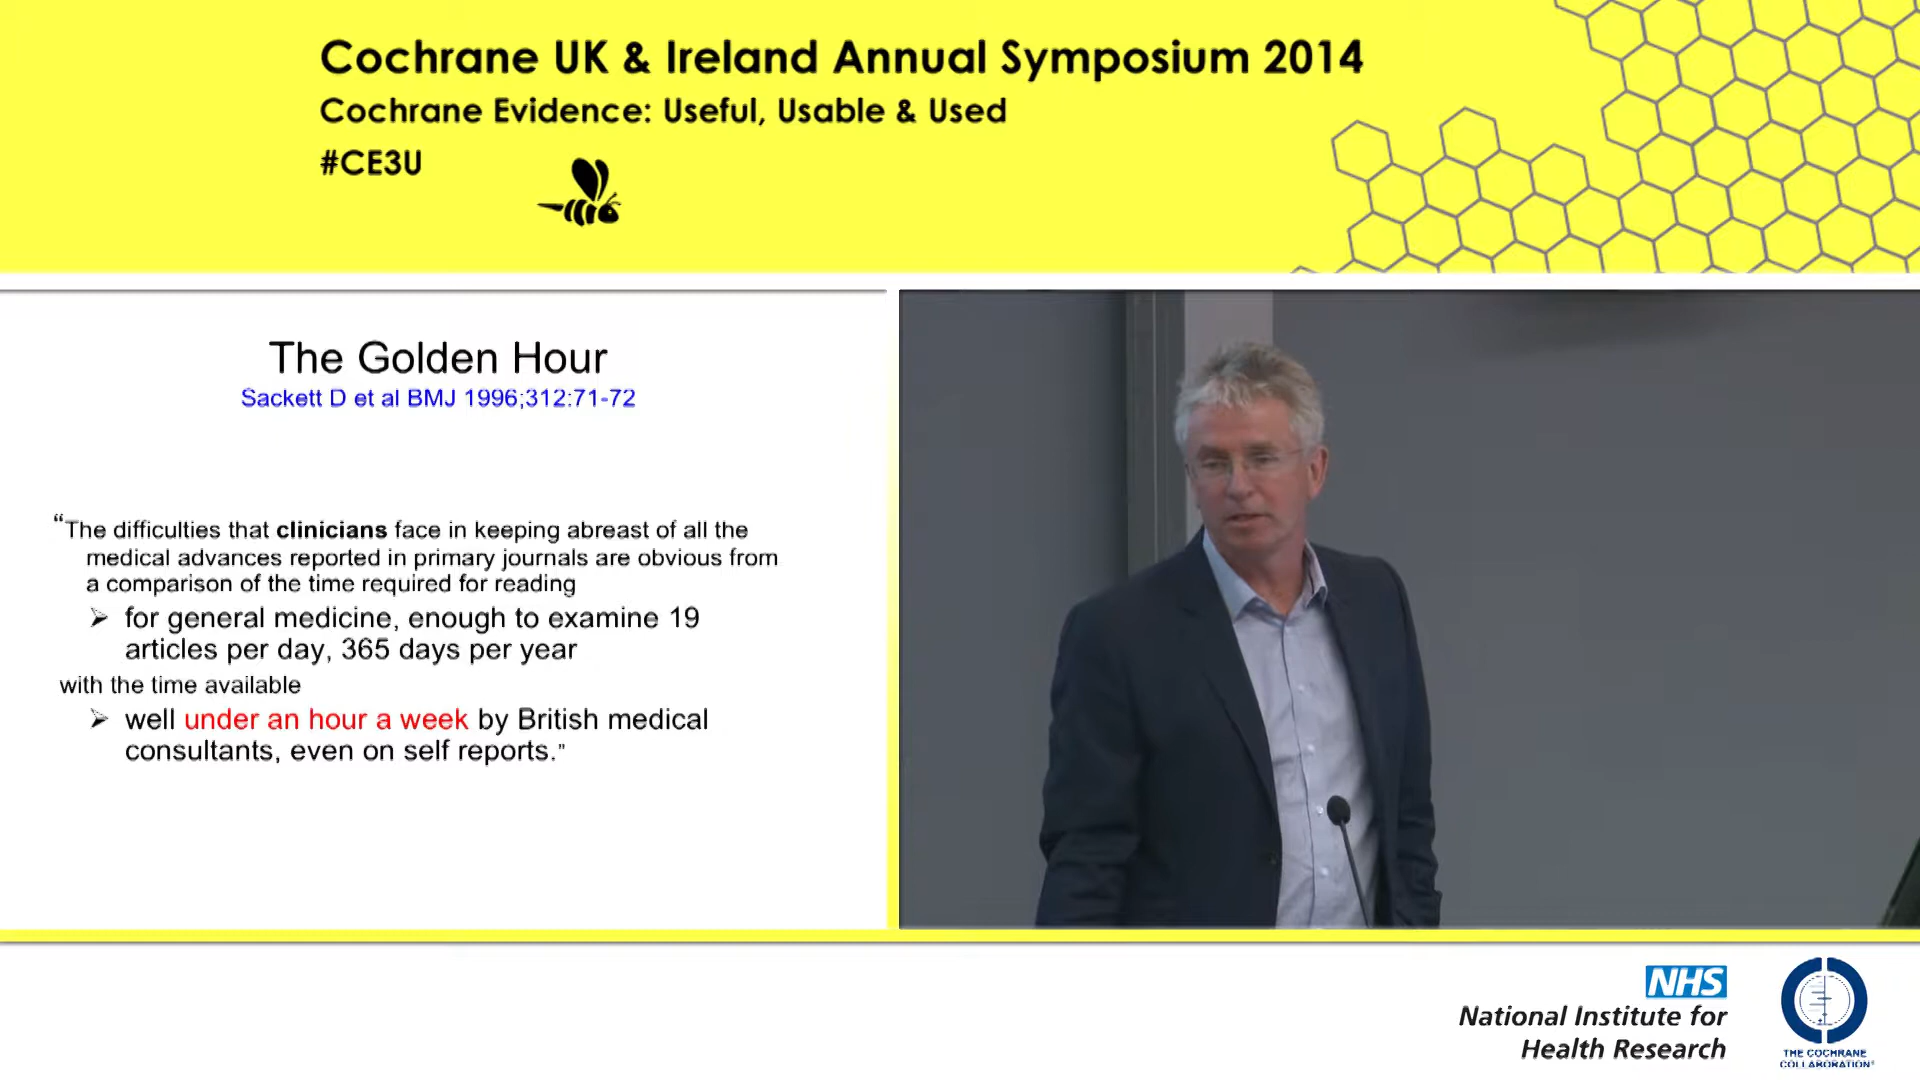 Cochrane UK & Ireland Annual Symposium 2014
Cochrane Evidence: Useful, Usable & Used
#CE3U
The Golden Hour
Sackett D et al BMJ 1996;312:71-72
“The difficulties that clinicians face in keeping abreast of all the
medical advances reported in primary journals are obvious from
a comparison of the time required for reading
➢ for general medicine, enough to examine 19
articles per day, 365 days per year
with the time available
➢ well under an hour a week by British medical
consultants, even on self reports.”
NHS
National Institute for
Health Research
THE COCHRANE
COLLABORATION®